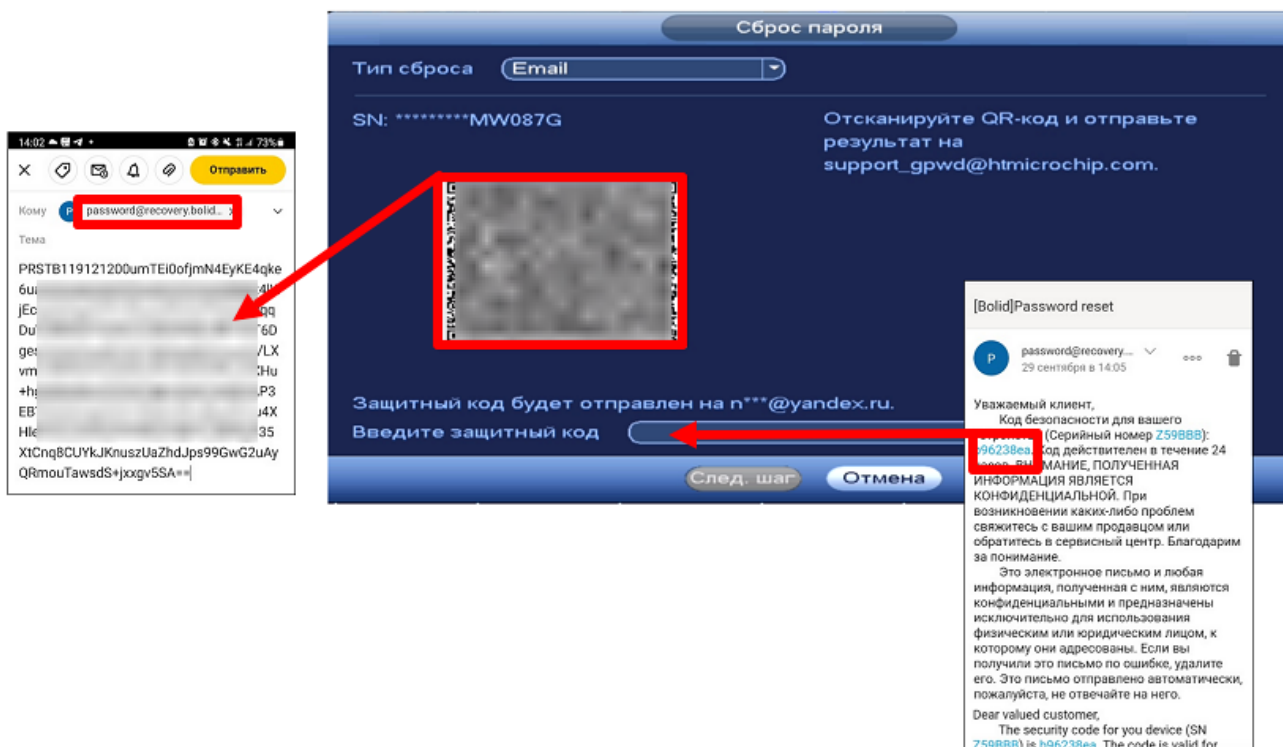 Сброс пароля
Тип сброса Email
SN: *********MW087G
Отсканируйте QR-код и отправьте
результат на
support_gpwd@htmicrochip.com.
Защитный код будет отправлен на n***@yandex.ru.
Введите защитный код
След. шаг Отмена
14:02 73%
Отправить
Кому P password@recovery.bolid...
Тема
PRSTB119121200umTEi0ofjmN4EyKE4qke
jEc
Du T6D
ges /LX
vm
+h P3
EB 4X
Hle 35
XtCnq8CUYkJKnuszUaZhdJps99GwG2uAy
QRmouTawsdS+jxxgv5SA==
[Bolid]Password reset
P password@recovery...
29 сентября в 14:05
Уважаемый клиент,
Код безопасности для вашего
(Серийный номер Z59BBB):
b96238ea. Код действителен в течение 24
ВНИМАНИЕ, ПОЛУЧЕННАЯ
ИНФОРМАЦИЯ ЯВЛЯЕТСЯ
КОНФИДЕНЦИАЛЬНОЙ. При
возникновении каких-либо проблем
свяжитесь с вашим продавцом или
обратитесь в сервисный центр. Благодарим
за понимание.
Это электронное письмо и любая
информация, полученная с ним, являются
конфиденциальными и предназначены
исключительно для использования
физическим или юридическим лицом, к
которому они адресованы. Если вы
получили это письмо по ошибке, удалите
его. Это письмо отправлено автоматически,
пожалуйста, не отвечайте на него.
Dear valued customer,
The security code for you device (SN
Z59BBB) is b96238ea. The code is valid for